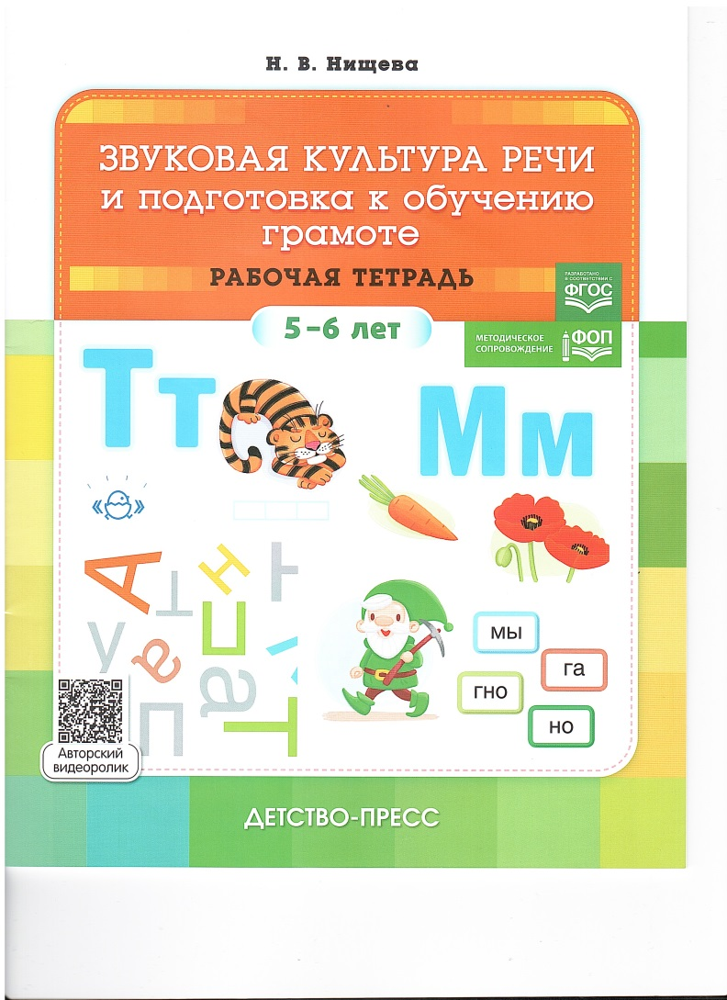 Н. В. Нищева
ЗВУКОВАЯ КУЛЬТУРА РЕЧИ
и подготовка к обучению
грамоте
РАБОЧАЯ ТЕТРАДЬ
РАЗРАБОТАНО
В СООТВЕТСТВИИ С
ФГОС
5–6 лет
МЕТОДИЧЕСКОЕ
СОПРОВОЖДЕНИЕ
ФОП
Тт
Мм
А
н
Т
п
у
а
т
а
П
Т
мы
га
гно
но
Авторский
видеоролик
ДЕТСТВО-ПРЕСС